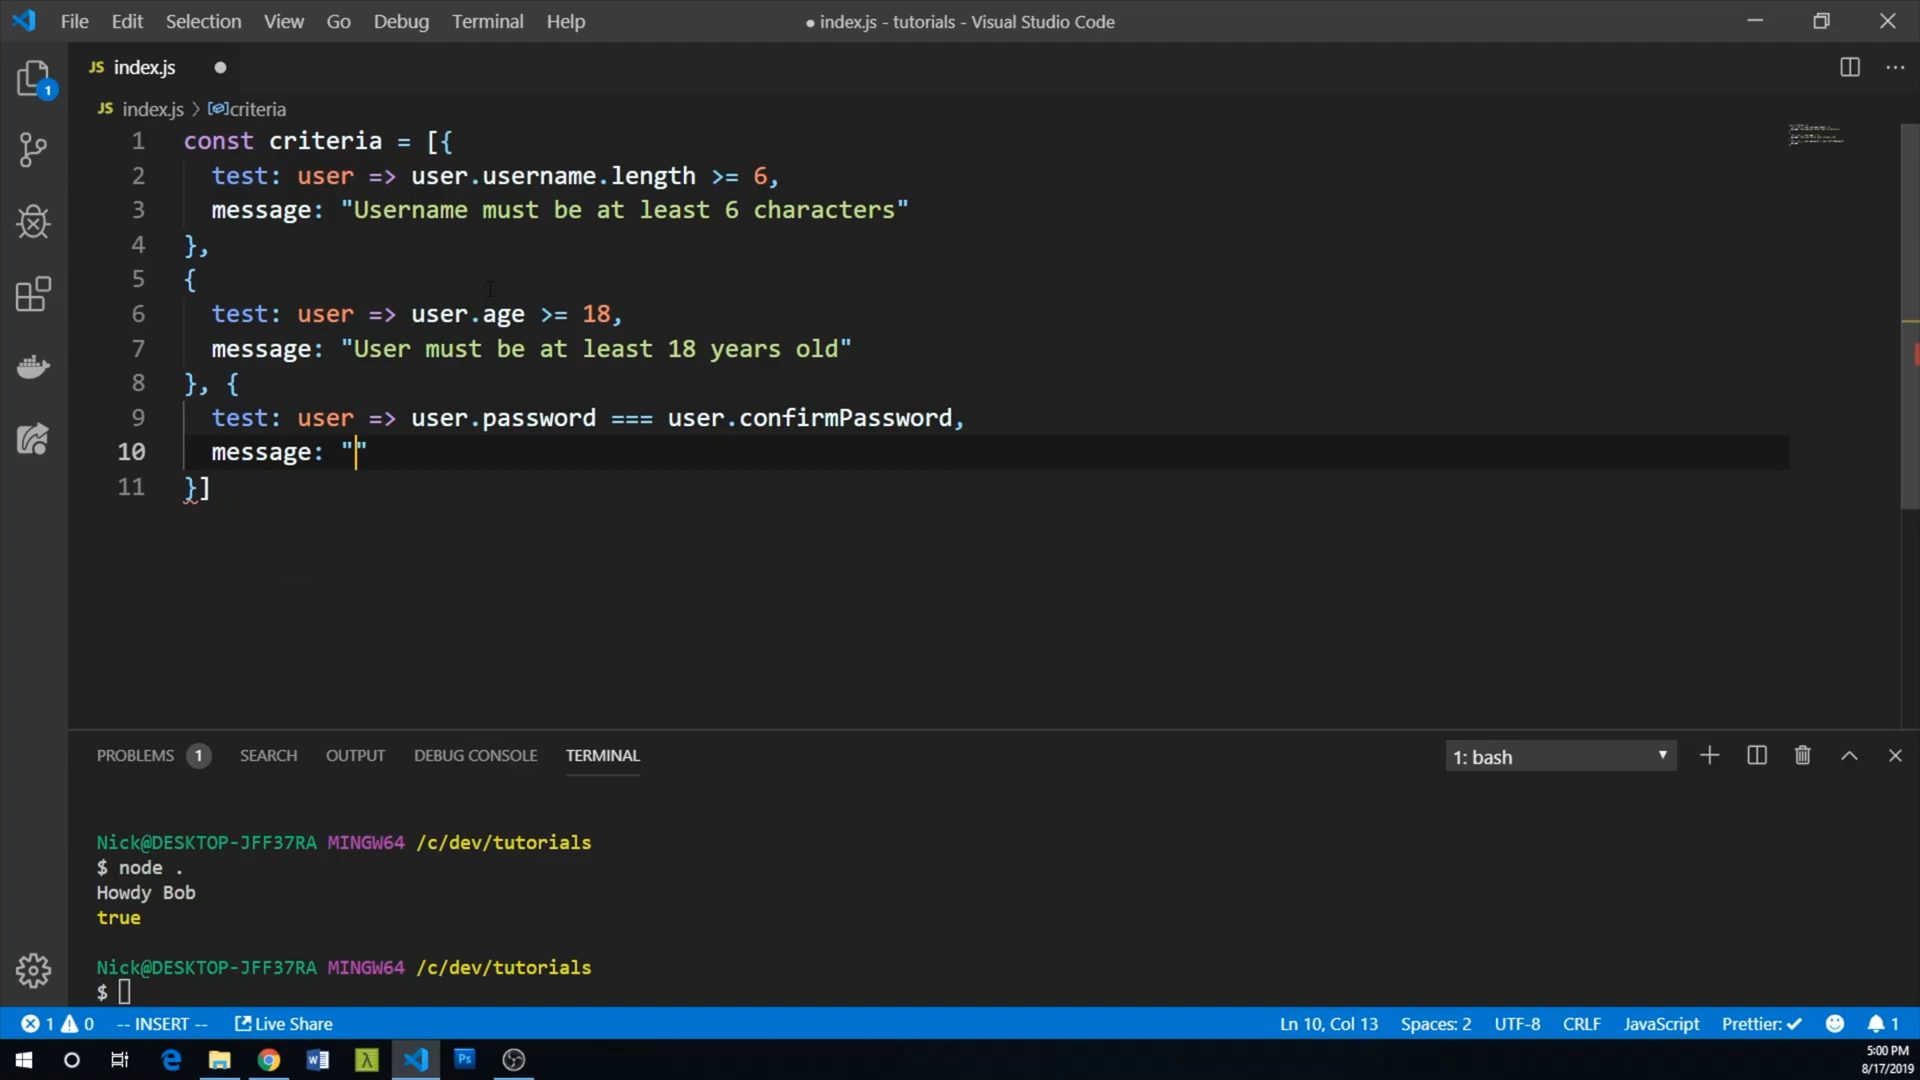 File Edit Selection View Go Debug Terminal Help
● index.js - tutorials - Visual Studio Code
JS index.js ●
JS index.js > criteria
1 const criteria = [{
2 test: user => user.username.length >= 6,
3 message: "Username must be at least 6 characters"
4 },
5 {
6 test: user => user.age >= 18,
7 message: "User must be at least 18 years old"
8 }, {
9 test: user => user.password === user.confirmPassword,
10 message: ""
11 }]
1
PROBLEMS 1 SEARCH OUTPUT DEBUG CONSOLE TERMINAL
1: bash
Nick@DESKTOP-JFF37RA MINGW64 /c/dev/tutorials
$ node .
Howdy Bob
true
Nick@DESKTOP-JFF37RA MINGW64 /c/dev/tutorials
$
1 0 -- INSERT -- Live Share
Ln 10, Col 13 Spaces: 2 UTF-8 CRLF JavaScript Prettier: ✓ 1
W λ Ps
5:00 PM
8/17/2019